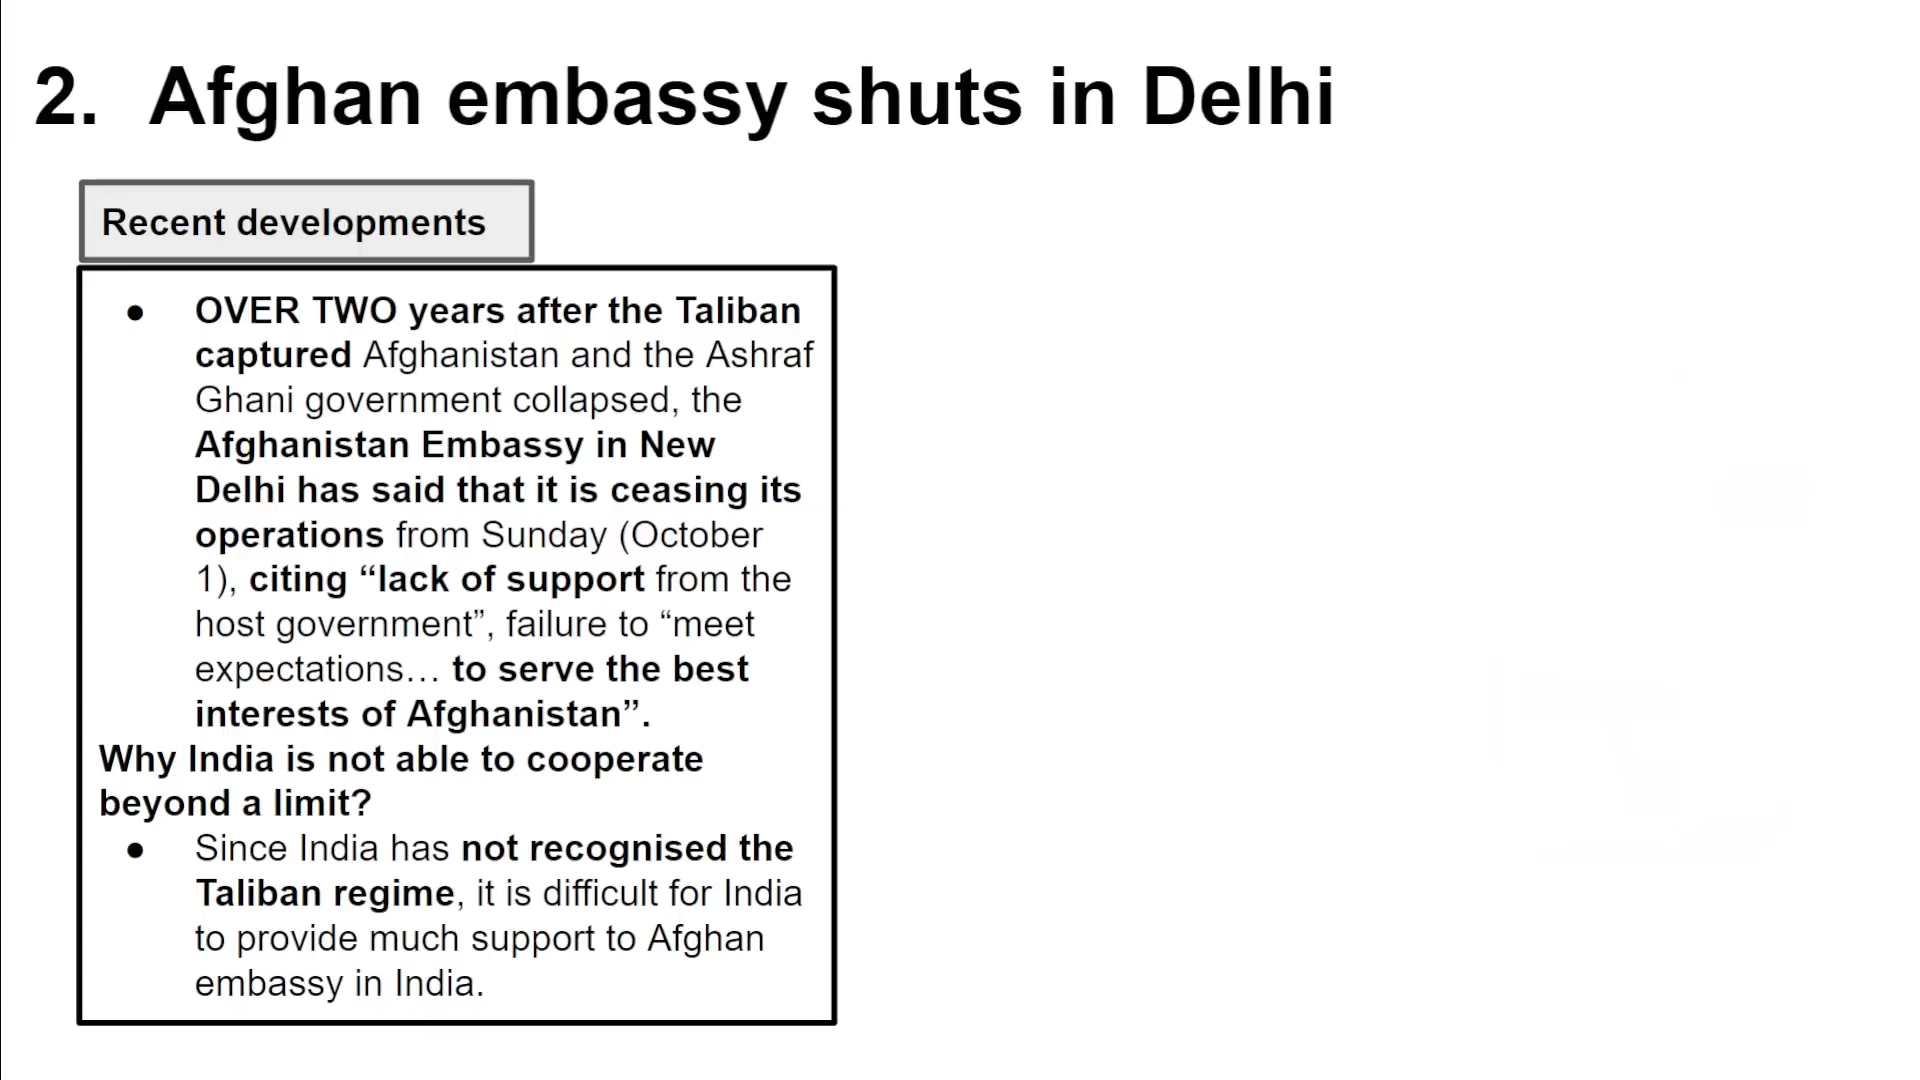 2. Afghan embassy shuts in Delhi
Recent developments
● OVER TWO years after the Taliban
captured Afghanistan and the Ashraf
Ghani government collapsed, the
Afghanistan Embassy in New
Delhi has said that it is ceasing its
operations from Sunday (October
1), citing “lack of support from the
host government”, failure to “meet
expectations… to serve the best
interests of Afghanistan”.
Why India is not able to cooperate
beyond a limit?
● Since India has not recognised the
Taliban regime, it is difficult for India
to provide much support to Afghan
embassy in India.